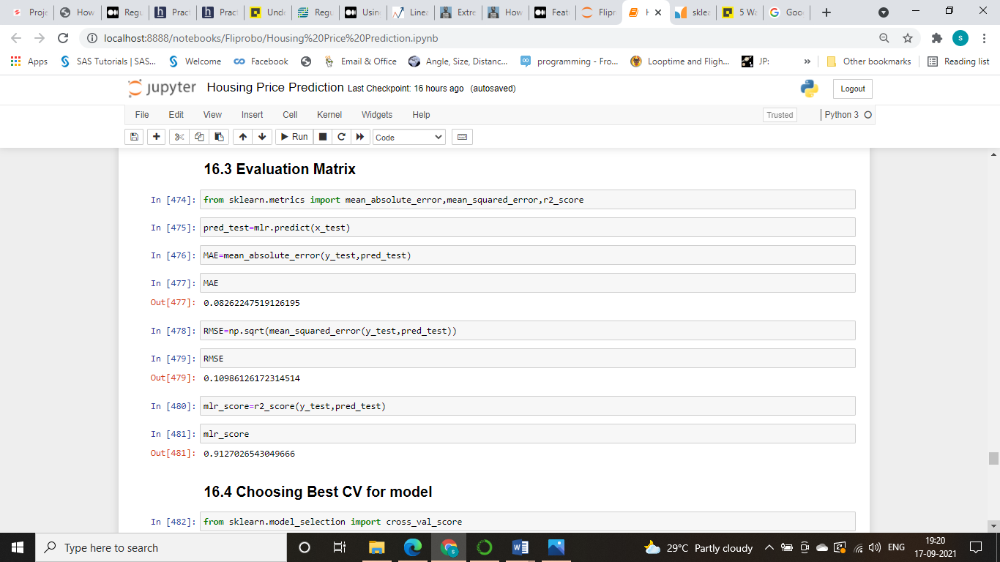 Proje How Regu Pract Pract Unde Regu Using Linea Extre How Featu Flipr H skle 5 Wa Goo
localhost:8888/notebooks/Fliprobo/Housing%20Price%20Prediction.ipynb S
Apps SAS Tutorials | SAS... Welcome Facebook Email & Office Angle, Size, Distanc... programming - Fro... Looptime and Fligh... JP: » Other bookmarks Reading list
jupyter Housing Price Prediction Last Checkpoint: 16 hours ago (autosaved) Logout
File Edit View Insert Cell Kernel Widgets Help Trusted Python 3
Run Code
16.3 Evaluation Matrix
In [474]: from sklearn.metrics import mean_absolute_error,mean_squared_error,r2_score
In [475]: pred_test=mlr.predict(x_test)
In [476]: MAE=mean_absolute_error(y_test,pred_test)
In [477]: MAE
Out[477]: 0.08262247519126195
In [478]: RMSE=np.sqrt(mean_squared_error(y_test,pred_test))
In [479]: RMSE
Out[479]: 0.10986126172314514
In [480]: mlr_score=r2_score(y_test,pred_test)
In [481]: mlr_score
Out[481]: 0.9127026543049666
16.4 Choosing Best CV for model
In [482]: from sklearn.model_selection import cross_val_score
Type here to search 29°C Partly cloudy ENG 19:20
17-09-2021